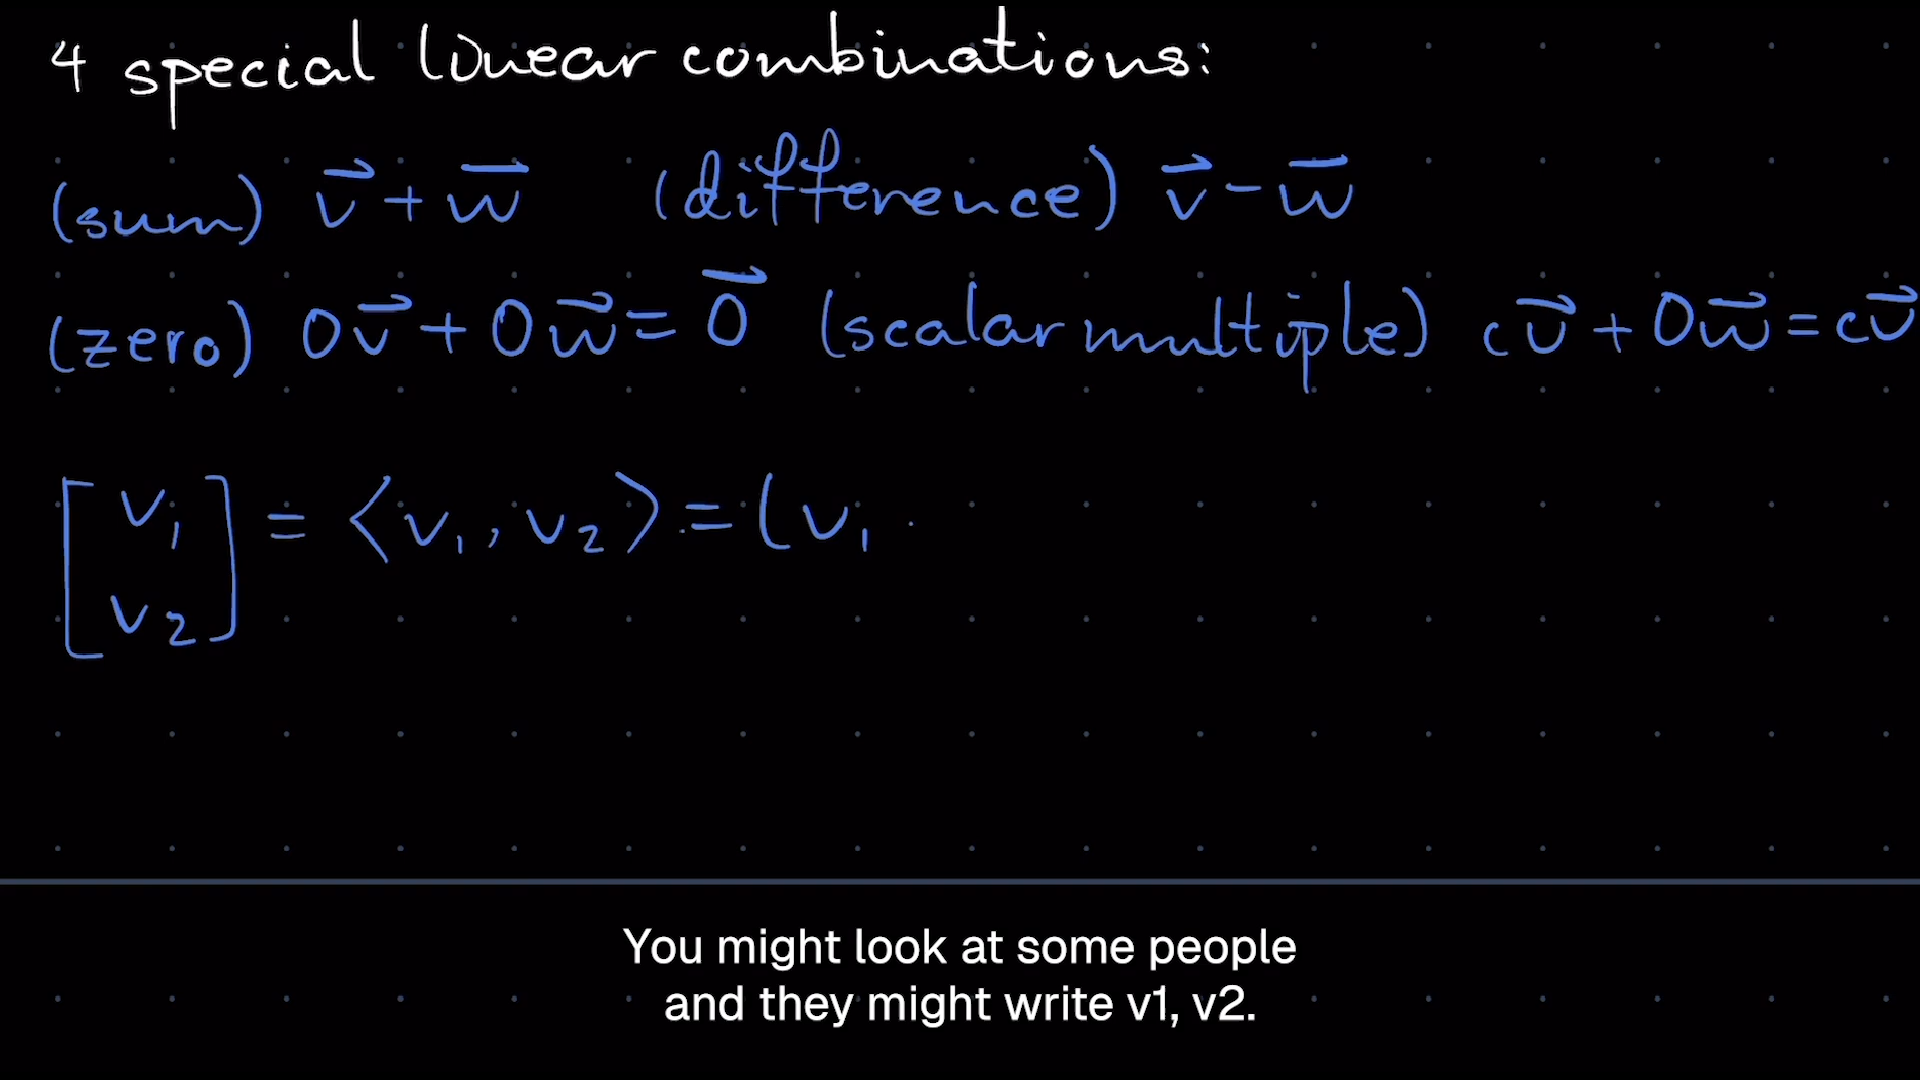 4 special linear combinations:
(sum) v⃗ + w⃗ (difference) v⃗ − w⃗
(zero) 0v⃗ + 0w⃗ = 0⃗ (scalar multiple) cv⃗ + 0w⃗ = cv⃗
[v₁ v₂] = ⟨v₁, v₂⟩ = (v₁
You might look at some people
and they might write v1, v2.